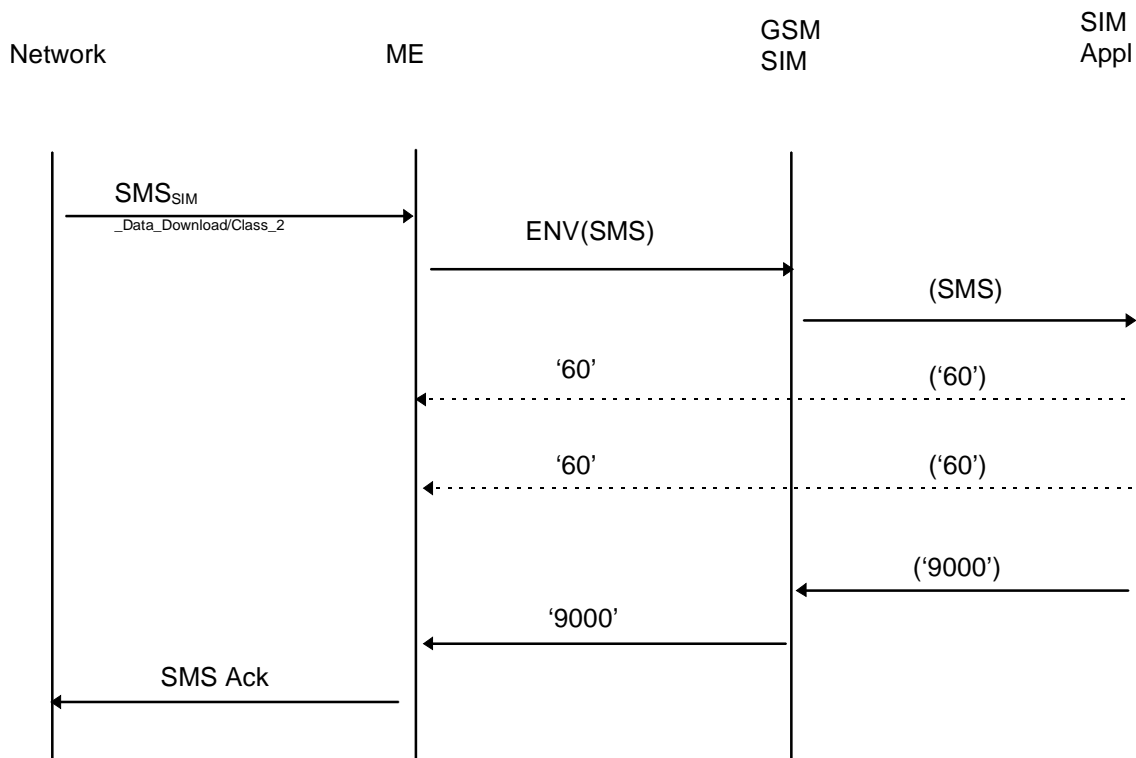 Network
ME
GSM
SIM
SIM
Appl
SMSSIM
_Data_Download/Class_2
ENV(SMS)
(SMS)
‘60’
(‘60’)
‘60’
(‘60’)
(‘9000’)
‘9000’
SMS Ack